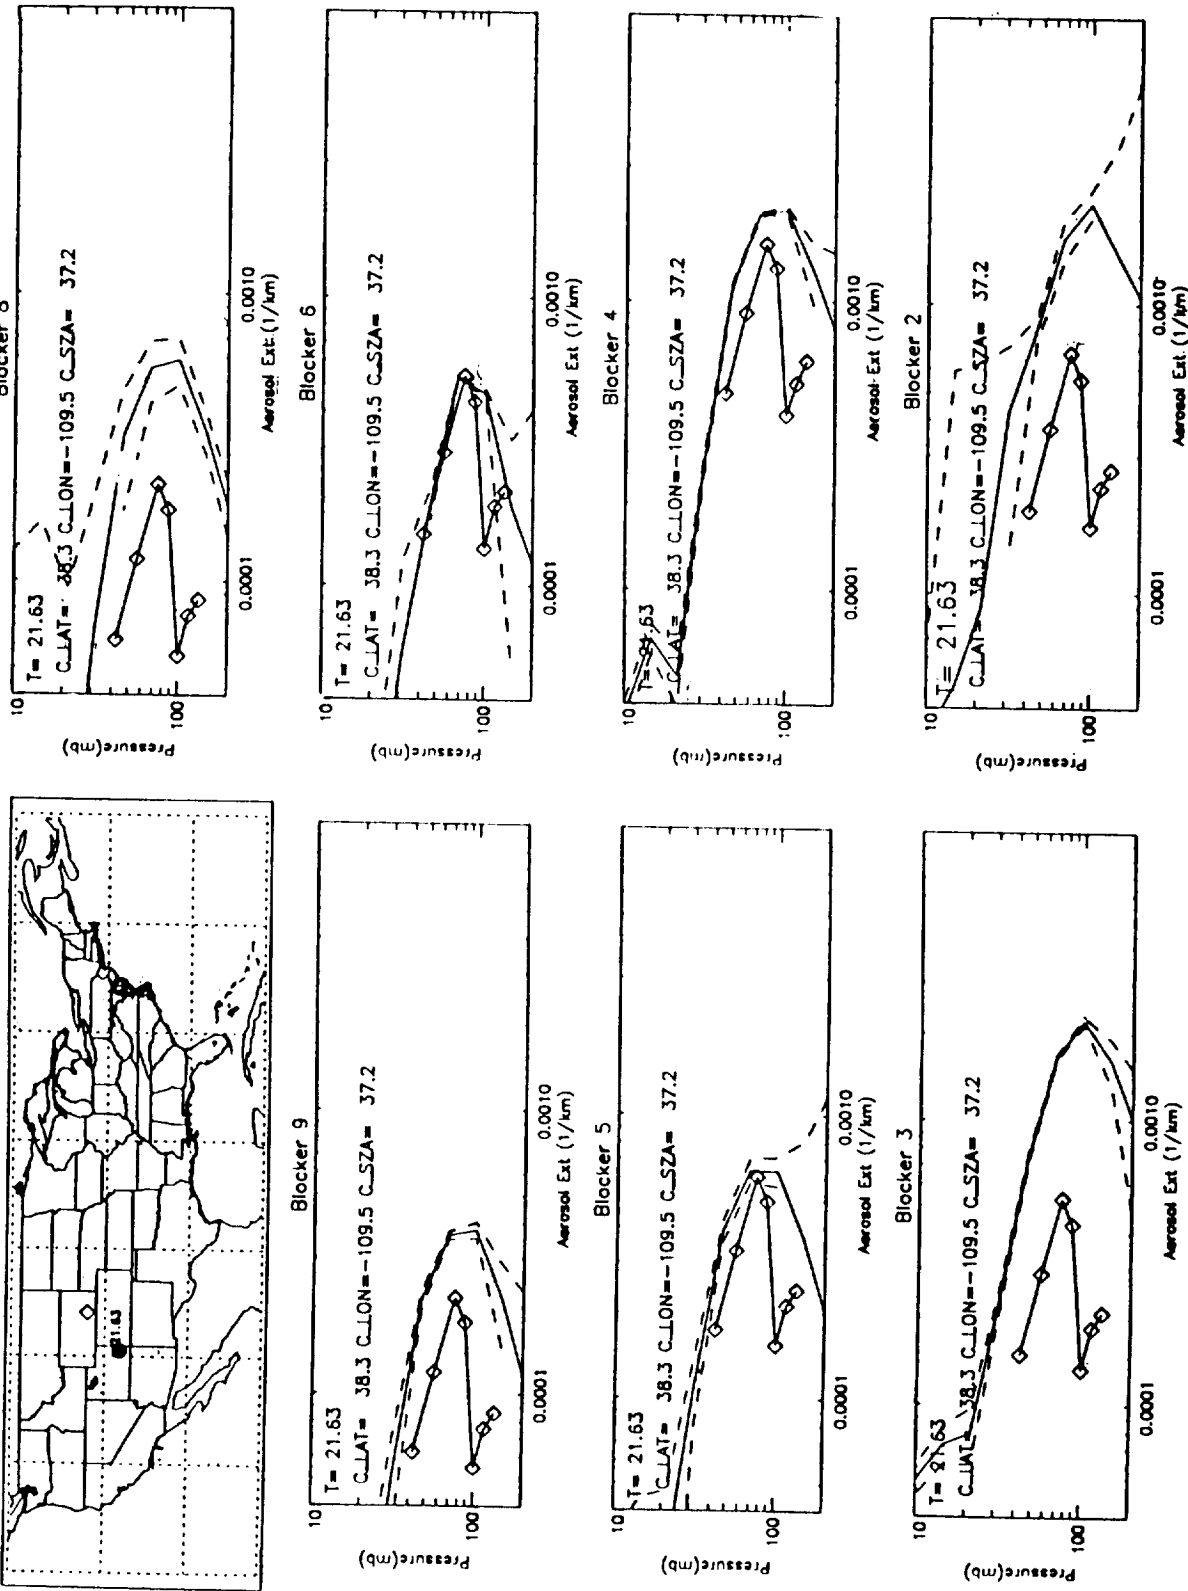 21.63
Blocker 8
10
T= 21.63
C_LAT= 38.3 C_LON=-109.5 C_SZA= 37.2
Pressure(mb)
100
0.0001
0.0010
Aerosol Ext (1/km)
Blocker 9
10
T= 21.63
C_LAT= 38.3 C_LON=-109.5 C_SZA= 37.2
Pressure(mb)
100
0.0001
0.0010
Aerosol Ext (1/km)
Blocker 6
10
T= 21.63
C_LAT= 38.3 C_LON=-109.5 C_SZA= 37.2
Pressure(mb)
100
0.0001
0.0010
Aerosol Ext (1/km)
Blocker 5
10
T= 21.63
C_LAT= 38.3 C_LON=-109.5 C_SZA= 37.2
Pressure(mb)
100
0.0001
0.0010
Aerosol Ext (1/km)
Blocker 4
10
T= 21.63
C_LAT= 38.3 C_LON=-109.5 C_SZA= 37.2
Pressure(mb)
100
0.0001
0.0010
Aerosol Ext (1/km)
Blocker 3
10
T= 21.63
C_LAT= 38.3 C_LON=-109.5 C_SZA= 37.2
Pressure(mb)
100
0.0001
0.0010
Aerosol Ext (1/km)
Blocker 2
10
T= 21.63
C_LAT= 38.3 C_LON=-109.5 C_SZA= 37.2
Pressure(mb)
100
0.0001
0.0010
Aerosol Ext (1/km)